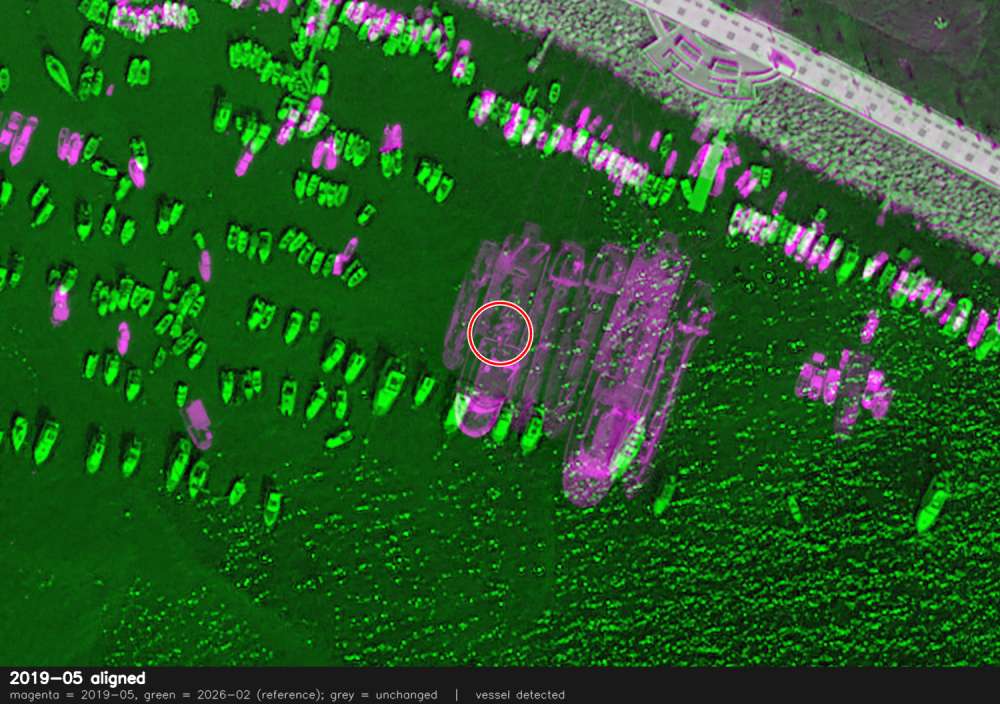 2019-05 aligned
magenta = 2019-05, green = 2026-02 (reference); grey = unchanged | vessel detected